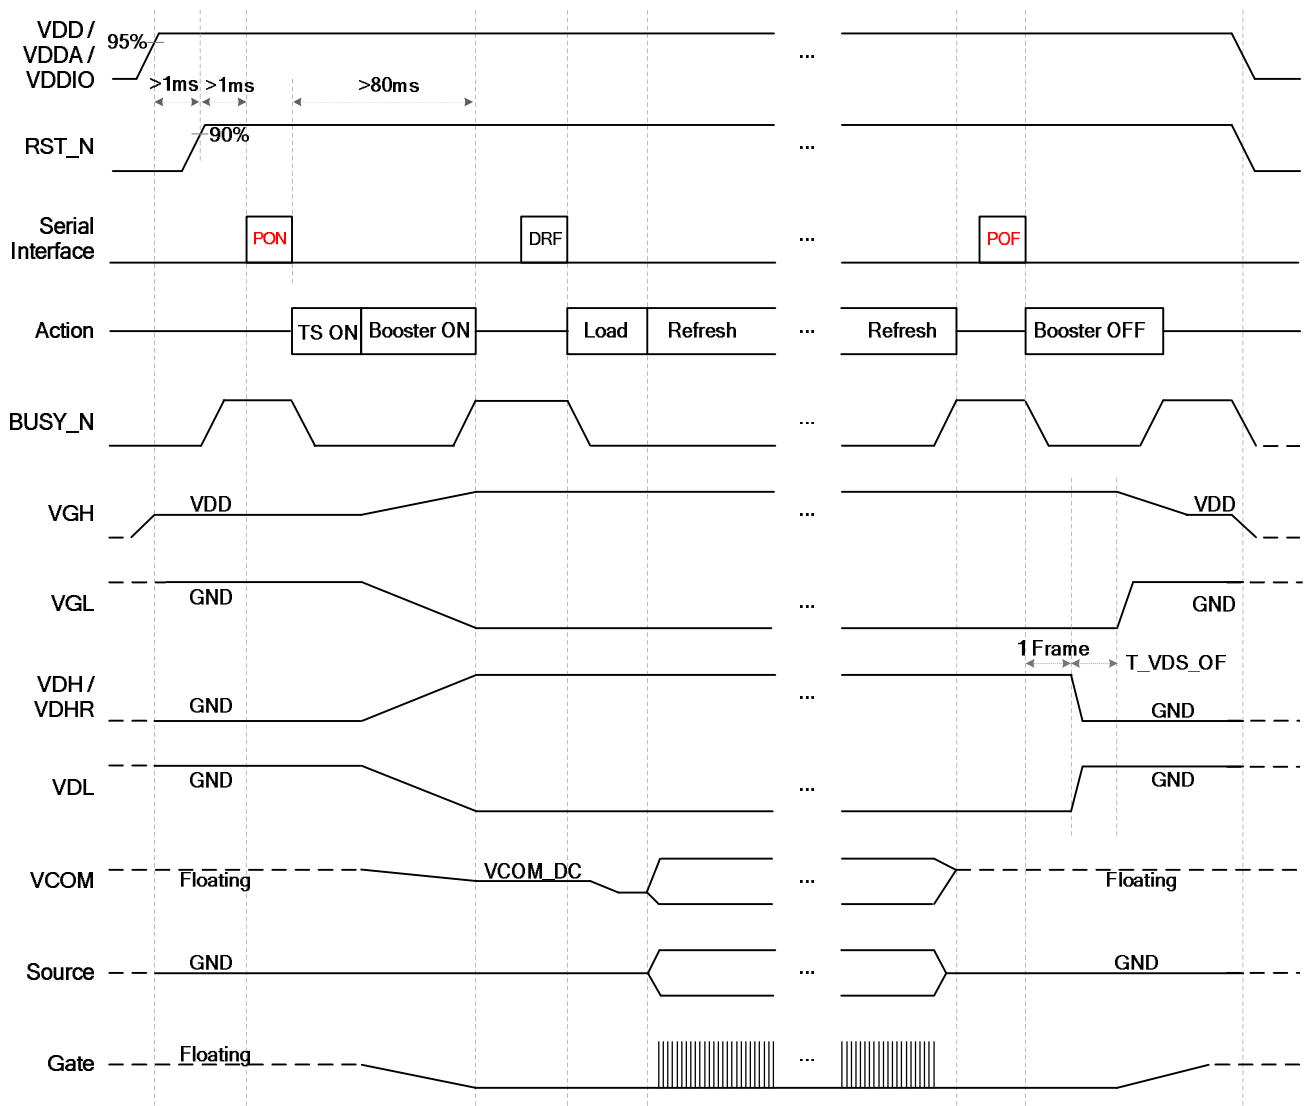 VDD /
VDDA /
VDDIO
95%
>1ms
>1ms
>80ms
...
RST_N
90%
...
Serial
Interface
PON
DRF
...
POF
Action
TS ON
Booster ON
Load
Refresh
...
Refresh
Booster OFF
BUSY_N
...
VGH
VDD
...
VDD
VGL
GND
...
GND
1 Frame
T_VDS_OF
VDH /
VDHR
GND
...
GND
VDL
GND
...
GND
VCOM
Floating
VCOM_DC
...
Floating
Source
GND
...
GND
Gate
Floating
...